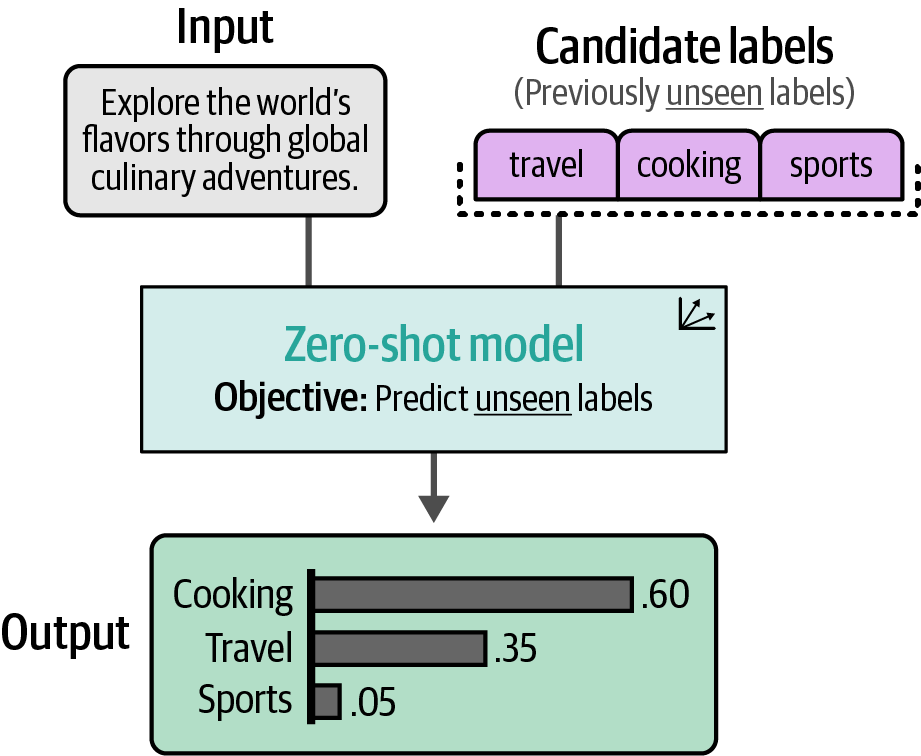 Input
Explore the world’s
flavors through global
culinary adventures.
Candidate labels
(Previously unseen labels)
travel cooking sports
Zero-shot model
Objective: Predict unseen labels
Output
Cooking .60
Travel .35
Sports .05